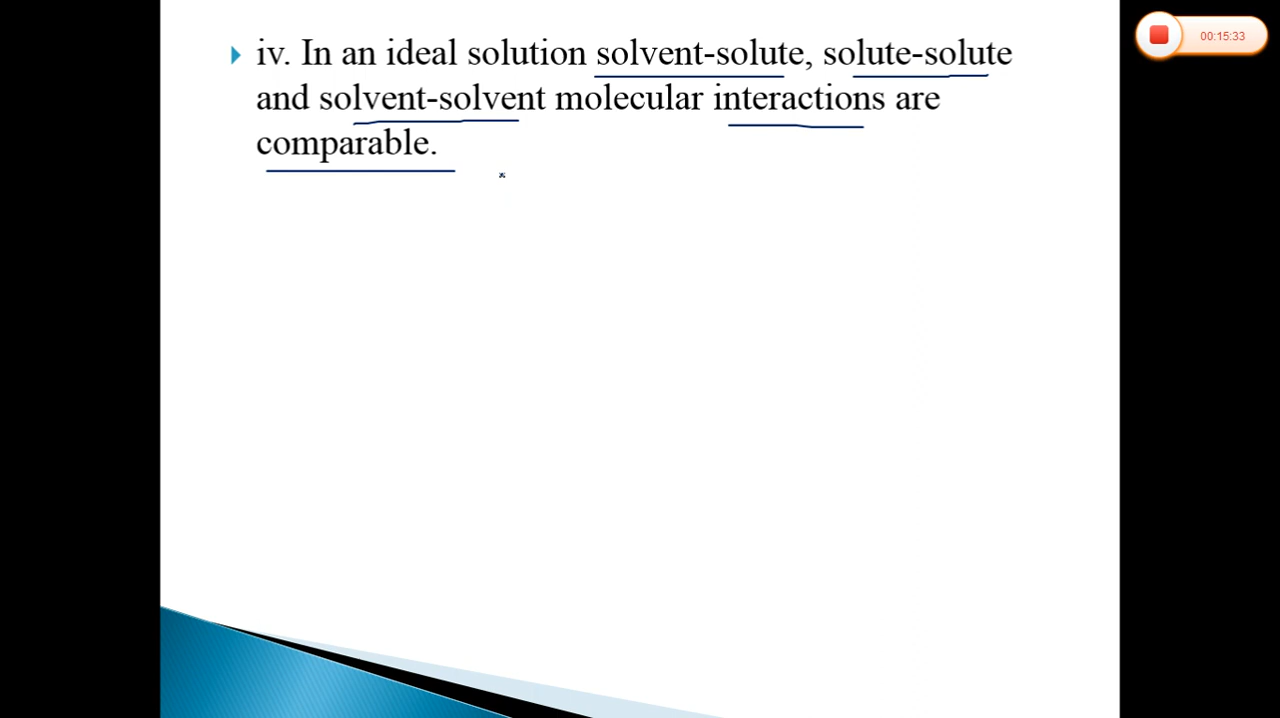 iv. In an ideal solution solvent-solute, solute-solute
and solvent-solvent molecular interactions are
comparable.
00:15:33